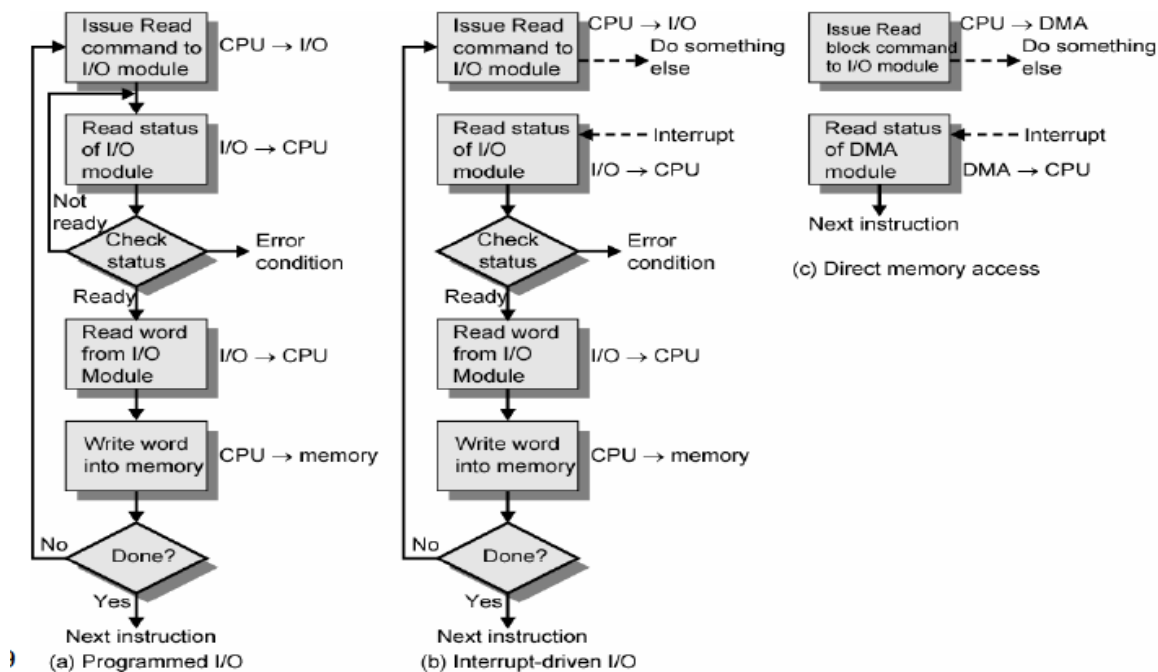 Issue Read
command to
I/O module
CPU → I/O
Read status
of I/O
module
I/O → CPU
Not
ready
Check
status
Error
condition
Ready
Read word
from I/O
Module
I/O → CPU
Write word
into memory
CPU → memory
No
Done?
Yes
Next instruction
(a) Programmed I/O
Issue Read
command to
I/O module
CPU → I/O
Do something
else
Read status
of I/O
module
Interrupt
I/O → CPU
Check
status
Error
condition
Ready
Read word
from I/O
Module
I/O → CPU
Write word
into memory
CPU → memory
No
Done?
Yes
Next instruction
(b) Interrupt-driven I/O
Issue Read
block command
to I/O module
CPU → DMA
Do something
else
Read status
of DMA
module
Interrupt
DMA → CPU
Next instruction
(c) Direct memory access